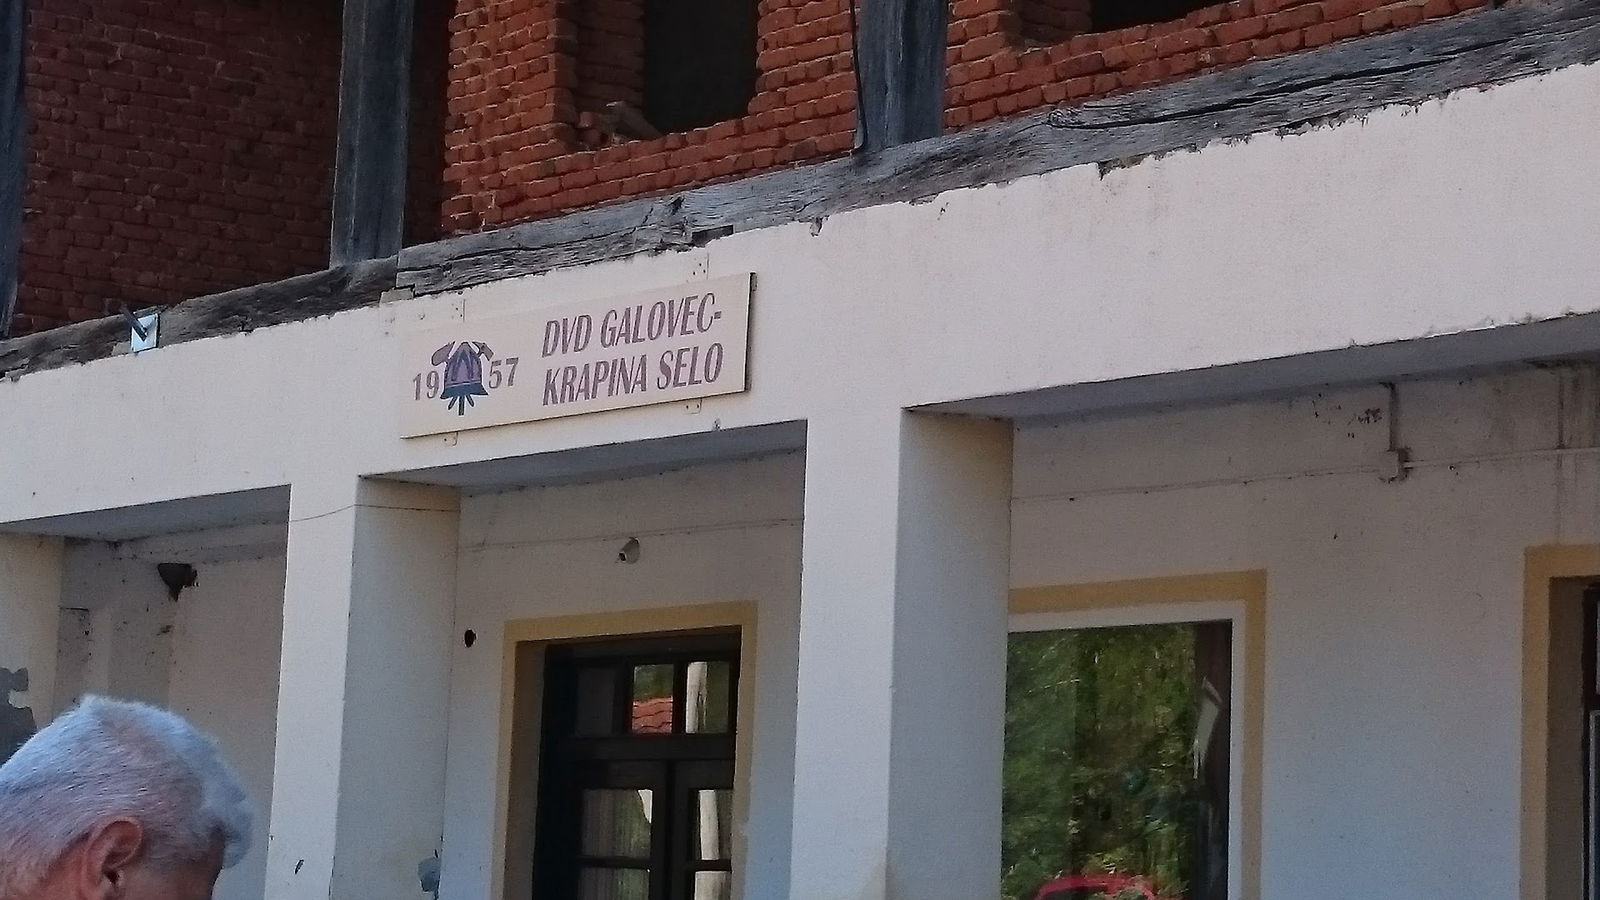 19 57
DVD GALOVEC-
KRAPINA SELO